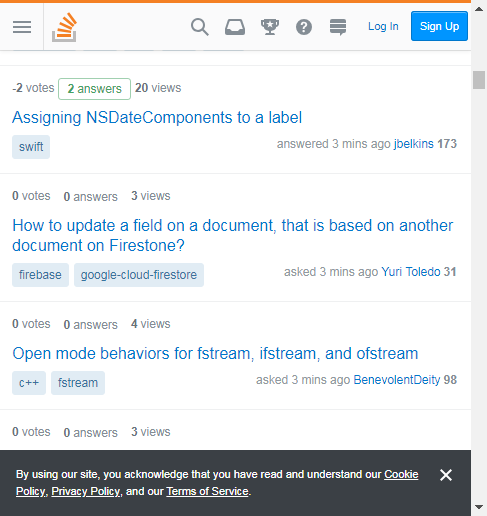 Log In Sign Up
-2 votes 2 answers 20 views
Assigning NSDateComponents to a label
swift
answered 3 mins ago jbelkins 173
0 votes 0 answers 3 views
How to update a field on a document, that is based on another
document on Firestone?
firebase google-cloud-firestore
asked 3 mins ago Yuri Toledo 31
0 votes 0 answers 4 views
Open mode behaviors for fstream, ifstream, and ofstream
c++ fstream
asked 3 mins ago BenevolentDeity 98
0 votes 0 answers 3 views
By using our site, you acknowledge that you have read and understand our Cookie
Policy, Privacy Policy, and our Terms of Service.